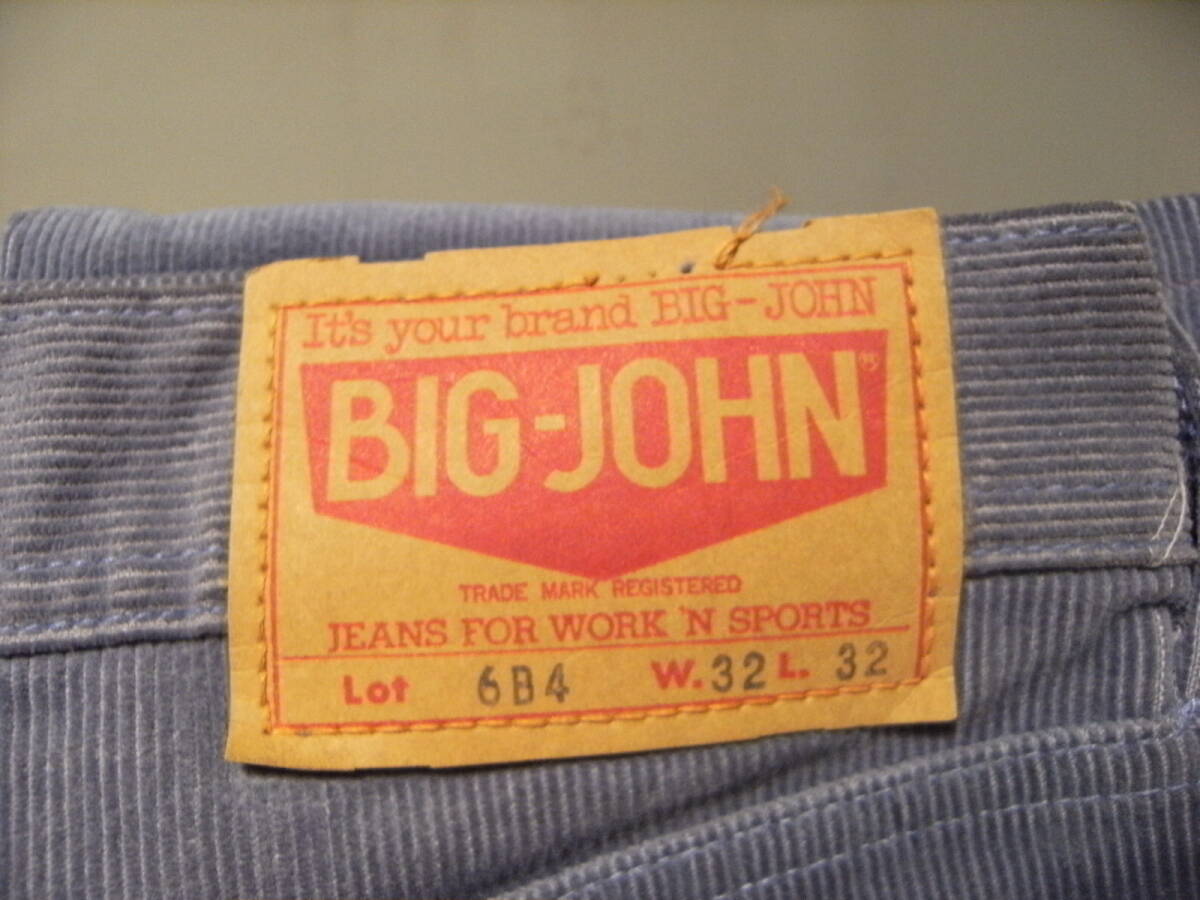 It's your brand BIG-JOHN
BIG-JOHN®
TRADE MARK REGISTERED
JEANS FOR WORK 'N SPORTS
Lot 6B4 W. 32 L. 32